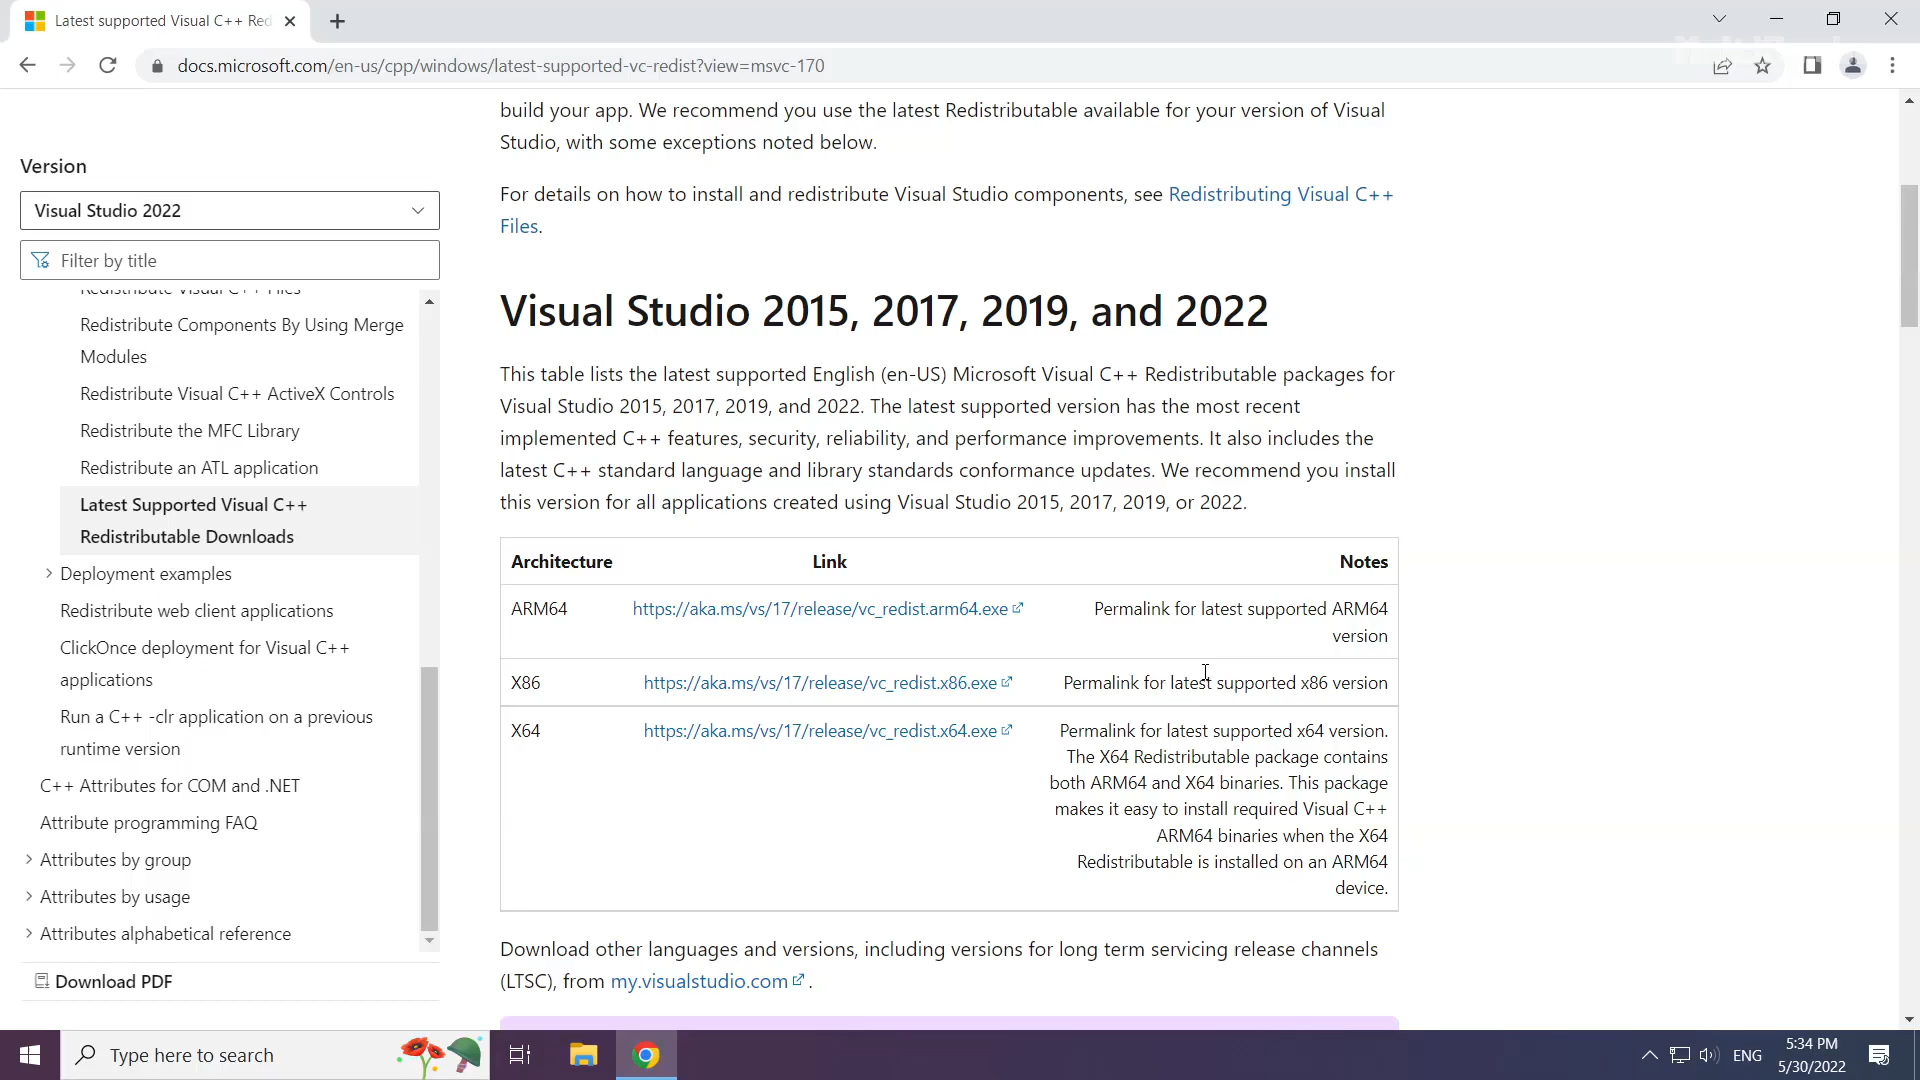 Latest supported Visual C++ Red
docs.microsoft.com/en-us/cpp/windows/latest-supported-vc-redist?view=msvc-170
Version
Visual Studio 2022
Filter by title
Redistribute Visual C++ Files
Redistribute Components By Using Merge
Modules
Redistribute Visual C++ ActiveX Controls
Redistribute the MFC Library
Redistribute an ATL application
Latest Supported Visual C++
Redistributable Downloads
Deployment examples
Redistribute web client applications
ClickOnce deployment for Visual C++
applications
Run a C++ -clr application on a previous
runtime version
C++ Attributes for COM and .NET
Attribute programming FAQ
Attributes by group
Attributes by usage
Attributes alphabetical reference
Download PDF
build your app. We recommend you use the latest Redistributable available for your version of Visual
Studio, with some exceptions noted below.
For details on how to install and redistribute Visual Studio components, see Redistributing Visual C++
Files.
Visual Studio 2015, 2017, 2019, and 2022
This table lists the latest supported English (en-US) Microsoft Visual C++ Redistributable packages for
Visual Studio 2015, 2017, 2019, and 2022. The latest supported version has the most recent
implemented C++ features, security, reliability, and performance improvements. It also includes the
latest C++ standard language and library standards conformance updates. We recommend you install
this version for all applications created using Visual Studio 2015, 2017, 2019, or 2022.
Architecture Link Notes
ARM64 https://aka.ms/vs/17/release/vc_redist.arm64.exe Permalink for latest supported ARM64
version
X86 https://aka.ms/vs/17/release/vc_redist.x86.exe Permalink for latest supported x86 version
X64 https://aka.ms/vs/17/release/vc_redist.x64.exe Permalink for latest supported x64 version.
The X64 Redistributable package contains
both ARM64 and X64 binaries. This package
makes it easy to install required Visual C++
ARM64 binaries when the X64
Redistributable is installed on an ARM64
device.
Download other languages and versions, including versions for long term servicing release channels
(LTSC), from my.visualstudio.com .
Type here to search
ENG
5:34 PM
5/30/2022